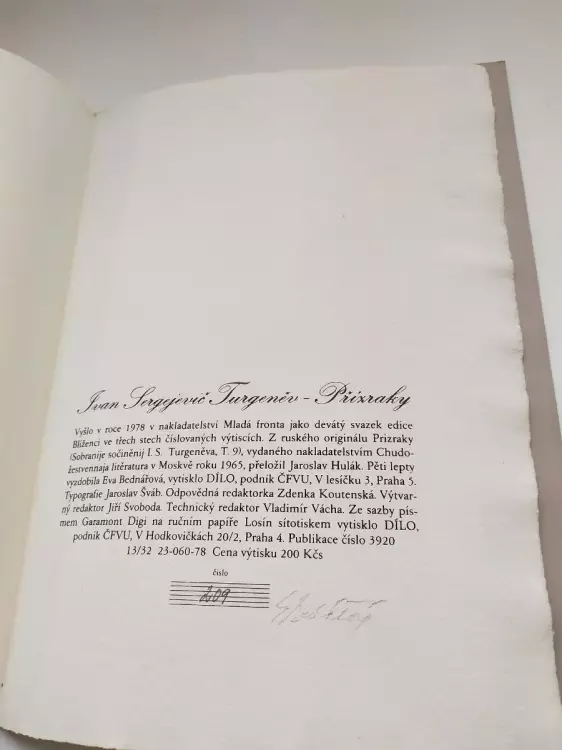 Ivan Sergejevič Turgeněv – Přízraky
Vyšlo v roce 1978 v nakladatelství Mladá fronta jako devátý svazek edice
Blíženci ve třech stech číslovaných výtiscích. Z ruského originálu Prizraky
(Sobranije sočiněnij I. S. Turgeněva, T. 9), vydaného nakladatelstvím Chudo-
žestvennaja litěratura v Moskvě roku 1965, přeložil Jaroslav Hulák. Pěti lepty
vyzdobila Eva Bednářová, vytisklo DÍLO, podnik ČFVU, V lesíčku 3, Praha 5.
Typografie Jaroslav Šváb. Odpovědná redaktorka Zdenka Koutenská. Výtvar-
ný redaktor Jiří Svoboda. Technický redaktor Vladimír Vácha. Ze sazby pís-
mem Garamont Digi na ručním papíře Losín sítotiskem vytisklo DÍLO,
podnik ČFVU, V Hodkovičkách 20/2, Praha 4. Publikace číslo 3920
13/32 23-060-78 Cena výtisku 200 Kčs
číslo
209